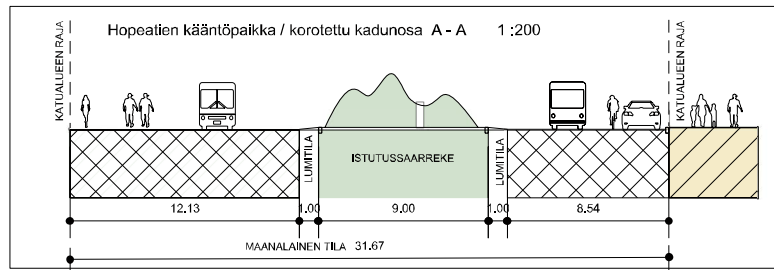 Hopeatien kääntöpaikka / korotettu kadunosa A - A 1 :200
KATUALUEEN RAJA
KATUALUEEN RAJA
LUMITILA
ISTUTUSSAARREKE
LUMITILA
12.13 1.00 9.00 1.00 8.54
MAANALAINEN TILA 31.67